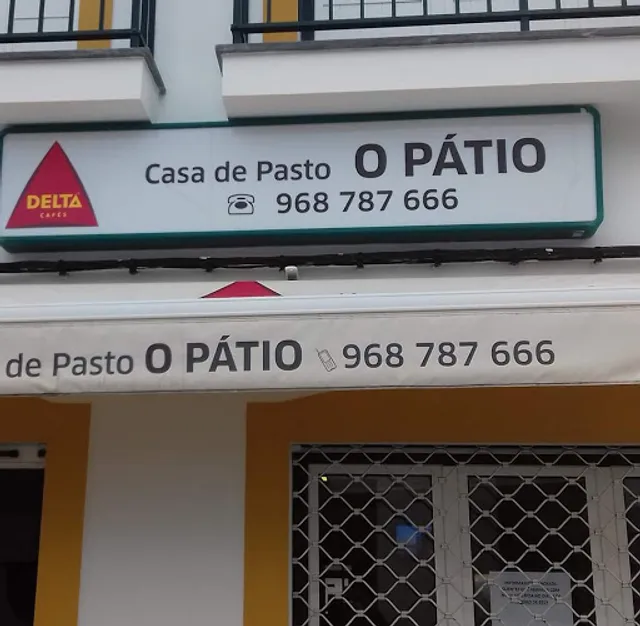 DELTA
CAFÉS
Casa de Pasto O PÁTIO
968 787 666
de Pasto O PÁTIO 968 787 666